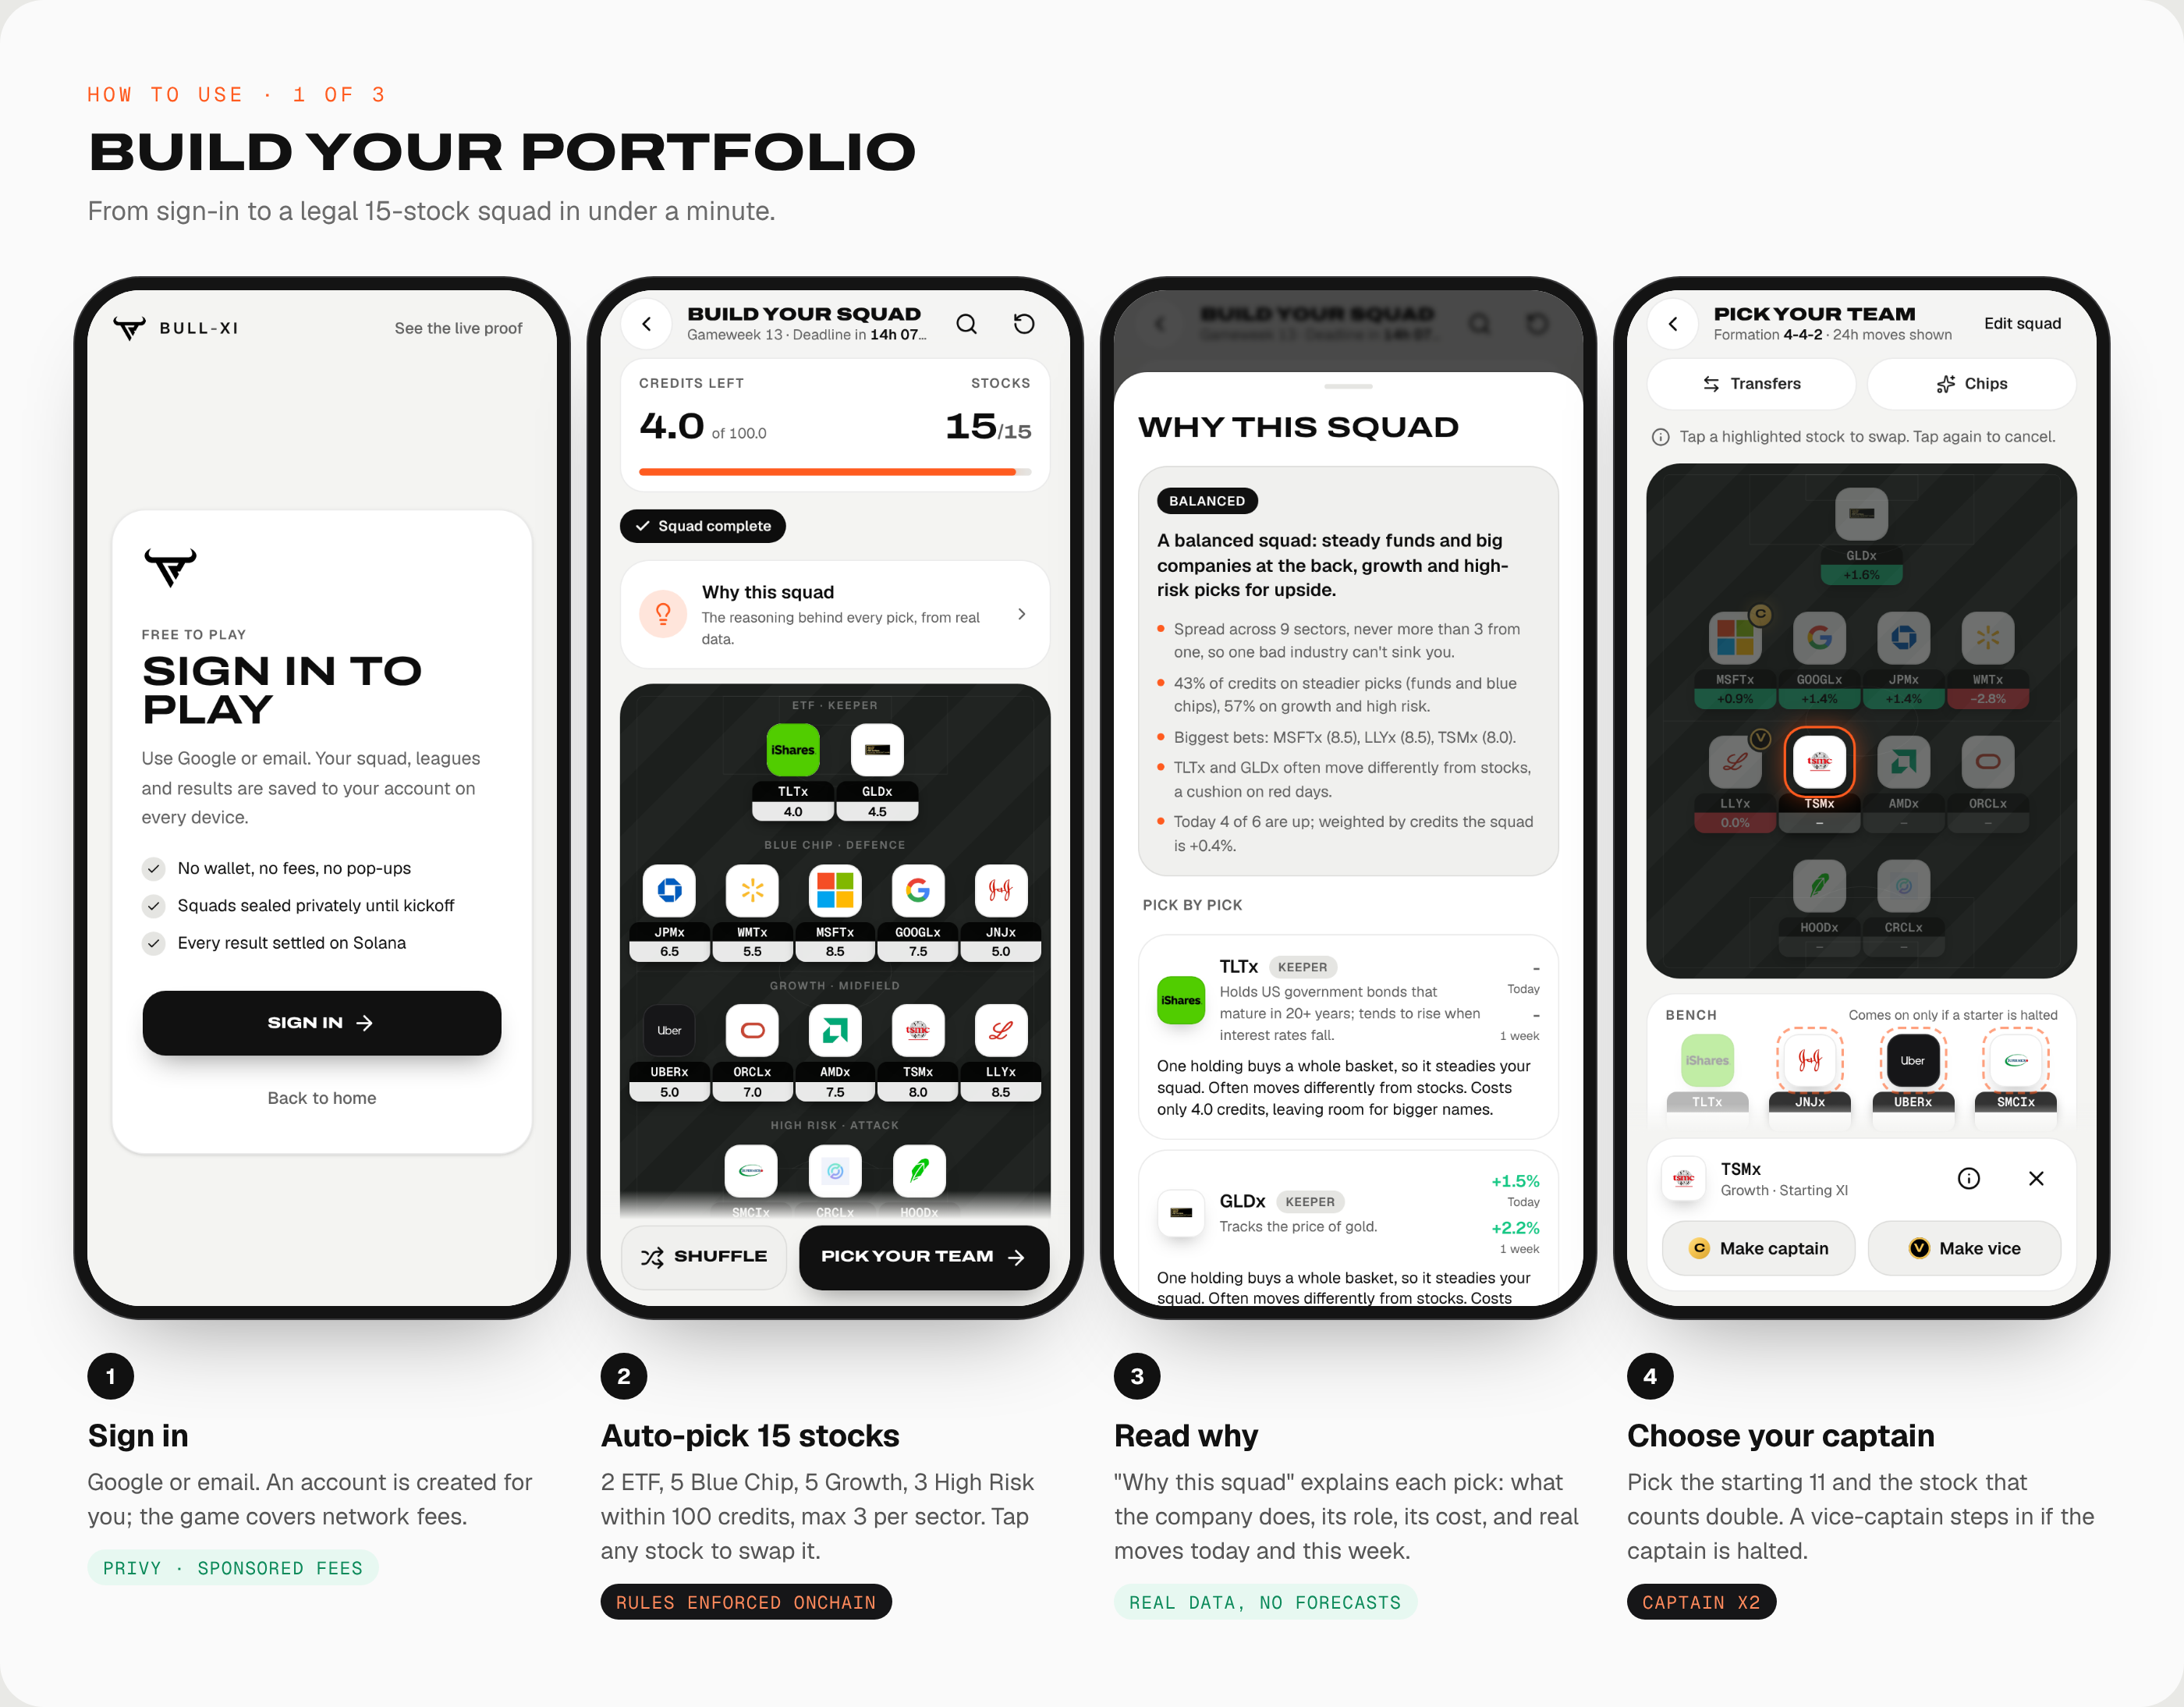 HOW TO USE · 1 OF 3
BUILD YOUR PORTFOLIO
From sign-in to a legal 15-stock squad in under a minute.
BULL-XI
See the live proof
FREE TO PLAY
SIGN IN TO
PLAY
Use Google or email. Your squad, leagues
and results are saved to your account on
every device.
No wallet, no fees, no pop-ups
Squads sealed privately until kickoff
Every result settled on Solana
SIGN IN
Back to home
BUILD YOUR SQUAD
Gameweek 13 · Deadline in 14h 07...
CREDITS LEFT
STOCKS
4.0 of 100.0
15/15
Squad complete
Why this squad
The reasoning behind every pick, from real
data.
ETF · KEEPER
iShares
TLTx GLDx
4.0 4.5
BLUE CHIP · DEFENCE
JPMx WMTx MSFTx GOOGLx JNJx
6.5 5.5 8.5 7.5 5.0
GROWTH · MIDFIELD
Uber
tsmc
UBERx ORCLx AMDx TSMx LLYx
5.0 7.0 7.5 8.0 8.5
HIGH RISK · ATTACK
SMCIx CRCLx HOODx
SHUFFLE
PICK YOUR TEAM
BUILD YOUR SQUAD
Gameweek 13 · Deadline in 14h 07...
WHY THIS SQUAD
BALANCED
A balanced squad: steady funds and big
companies at the back, growth and high-
risk picks for upside.
Spread across 9 sectors, never more than 3 from
one, so one bad industry can't sink you.
43% of credits on steadier picks (funds and blue
chips), 57% on growth and high risk.
Biggest bets: MSFTx (8.5), LLYx (8.5), TSMx (8.0).
TLTx and GLDx often move differently from stocks,
a cushion on red days.
Today 4 of 6 are up; weighted by credits the squad
is +0.4%.
PICK BY PICK
iShares
TLTx KEEPER
Holds US government bonds that
mature in 20+ years; tends to rise when
interest rates fall.
–
Today
–
1 week
One holding buys a whole basket, so it steadies your
squad. Often moves differently from stocks. Costs
only 4.0 credits, leaving room for bigger names.
GLDx KEEPER
Tracks the price of gold.
+1.5%
Today
+2.2%
1 week
One holding buys a whole basket, so it steadies your
squad. Often moves differently from stocks. Costs
PICK YOUR TEAM
Formation 4-4-2 · 24h moves shown
Edit squad
Transfers
Chips
Tap a highlighted stock to swap. Tap again to cancel.
GLDx
+1.6%
C
MSFTx GOOGLx JPMx WMTx
+0.9% +1.4% +1.4% -2.8%
V
tsmc
LLYx TSMx AMDx ORCLx
0.0% – – –
HOODx CRCLx
– –
BENCH
Comes on only if a starter is halted
iShares
Uber
TLTx JNJx UBERx SMCIx
tsmc
TSMx
Growth · Starting XI
C Make captain
V Make vice
1
Sign in
Google or email. An account is created for
you; the game covers network fees.
PRIVY · SPONSORED FEES
2
Auto-pick 15 stocks
2 ETF, 5 Blue Chip, 5 Growth, 3 High Risk
within 100 credits, max 3 per sector. Tap
any stock to swap it.
RULES ENFORCED ONCHAIN
3
Read why
"Why this squad" explains each pick: what
the company does, its role, its cost, and real
moves today and this week.
REAL DATA, NO FORECASTS
4
Choose your captain
Pick the starting 11 and the stock that
counts double. A vice-captain steps in if the
captain is halted.
CAPTAIN X2